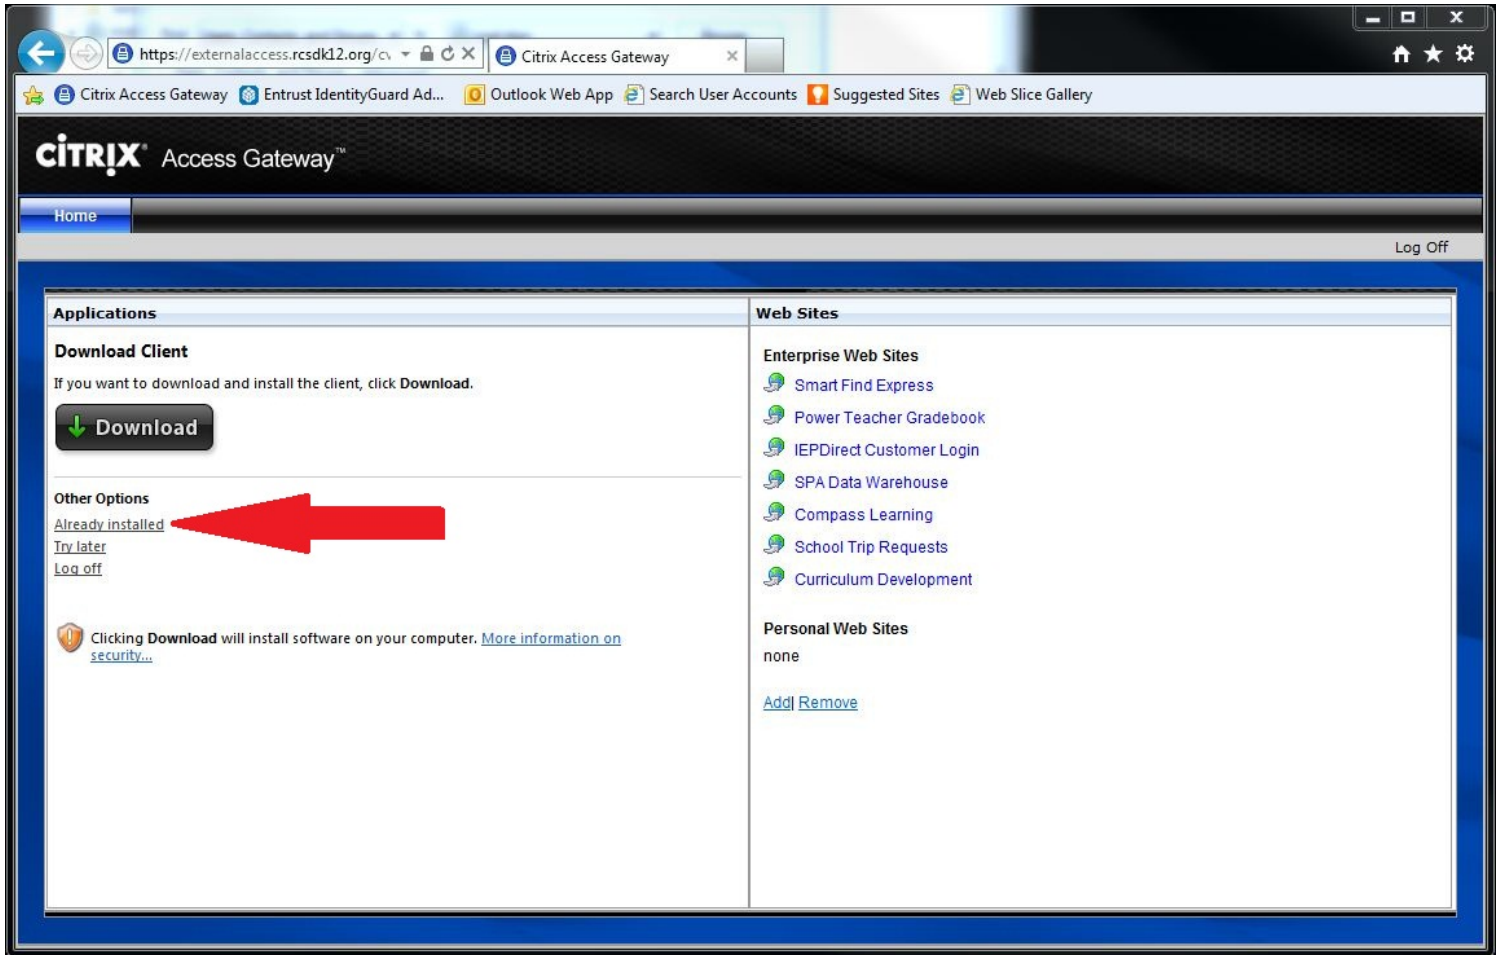 https://externalaccess.rcsdk12.org/cv
Citrix Access Gateway
Citrix Access Gateway
Entrust IdentityGuard Ad...
Outlook Web App
Search User Accounts
Suggested Sites
Web Slice Gallery
CITRIX Access Gateway™
Home
Log Off
Applications
Download Client
If you want to download and install the client, click Download.
Download
Other Options
Already installed
Try later
Log off
Clicking Download will install software on your computer. More information on
security...
Web Sites
Enterprise Web Sites
Smart Find Express
Power Teacher Gradebook
IEPDirect Customer Login
SPA Data Warehouse
Compass Learning
School Trip Requests
Curriculum Development
Personal Web Sites
none
Add| Remove